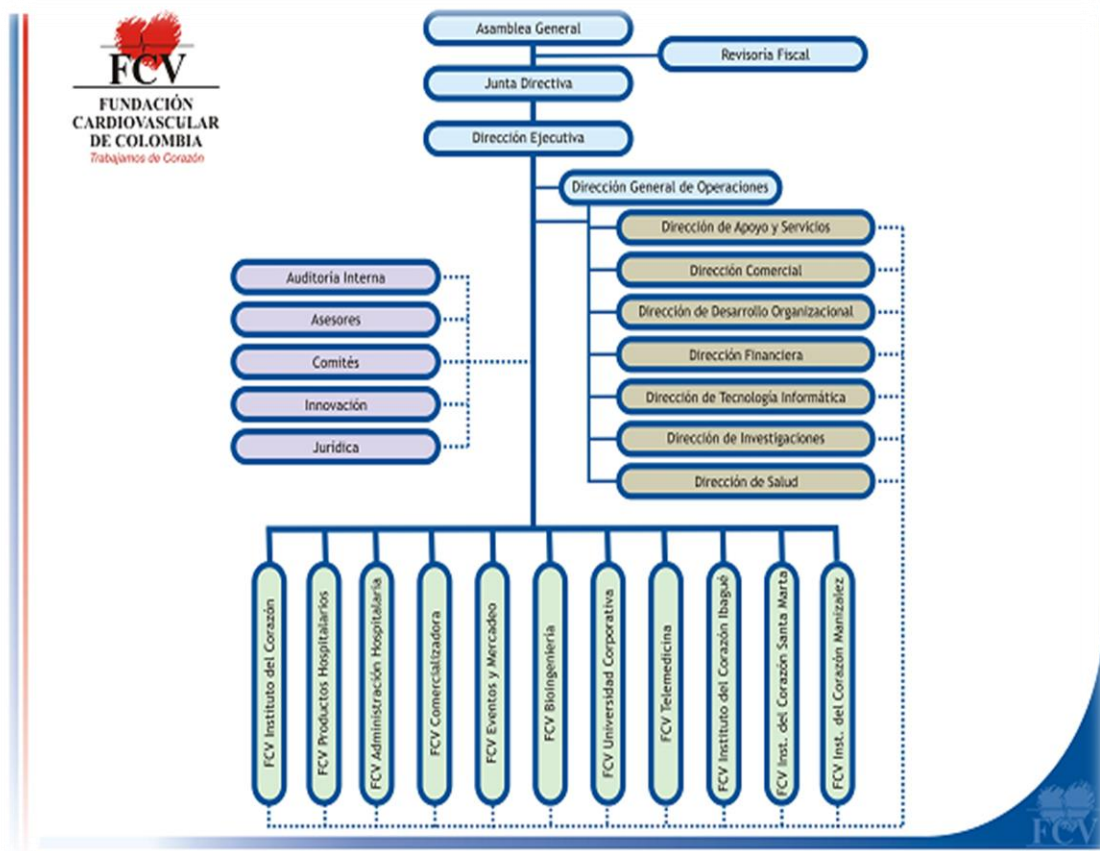 FCV
FUNDACIÓN
CARDIOVASCULAR
DE COLOMBIA
Trabajamos de Corazón
Asamblea General
Revisoría Fiscal
Junta Directiva
Dirección Ejecutiva
Dirección General de Operaciones
Dirección de Apoyo y Servicios
Dirección Comercial
Dirección de Desarrollo Organizacional
Dirección Financiera
Dirección de Tecnología Informática
Dirección de Investigaciones
Dirección de Salud
Auditoría Interna
Asesores
Comités
Innovación
Jurídica
FCV Instituto del Corazón
FCV Productos Hospitalarios
FCV Administración Hospitalaria
FCV Comercializadora
FCV Eventos y Mercadeo
FCV Bioingeniería
FCV Universidad Corporativa
FCV Telemedicina
FCV Instituto del Corazón Ibagué
FCV Inst. del Corazón Santa Marta
FCV Inst. del Corazón Manizalez
FCV